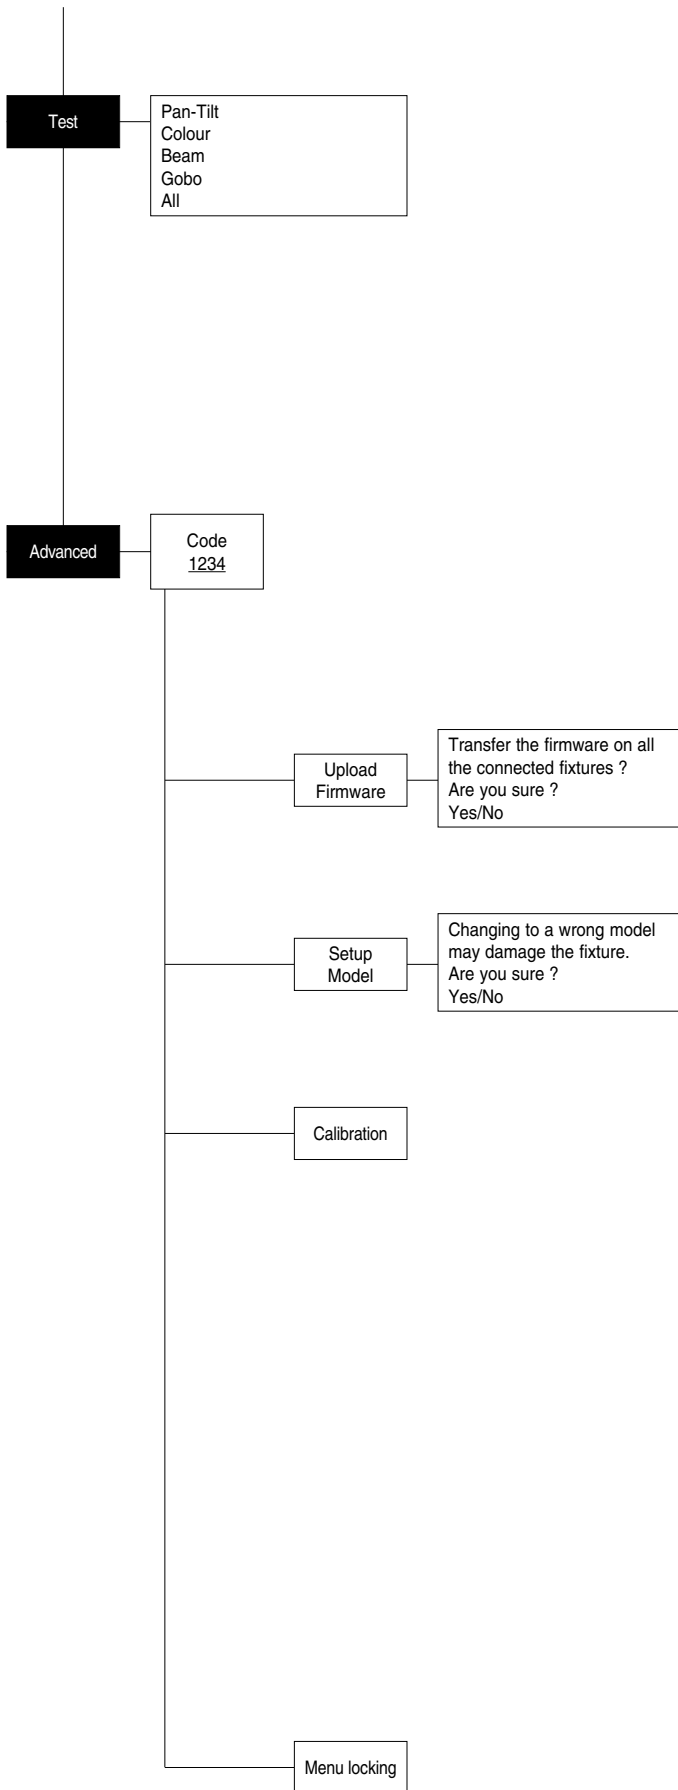 Test
Pan-Tilt
Colour
Beam
Gobo
All
Advanced
Code
1234
Upload
Firmware
Transfer the firmware on all
the connected fixtures ?
Are you sure ?
Yes/No
Setup
Model
Changing to a wrong model
may damage the fixture.
Are you sure ?
Yes/No
Calibration
Menu locking